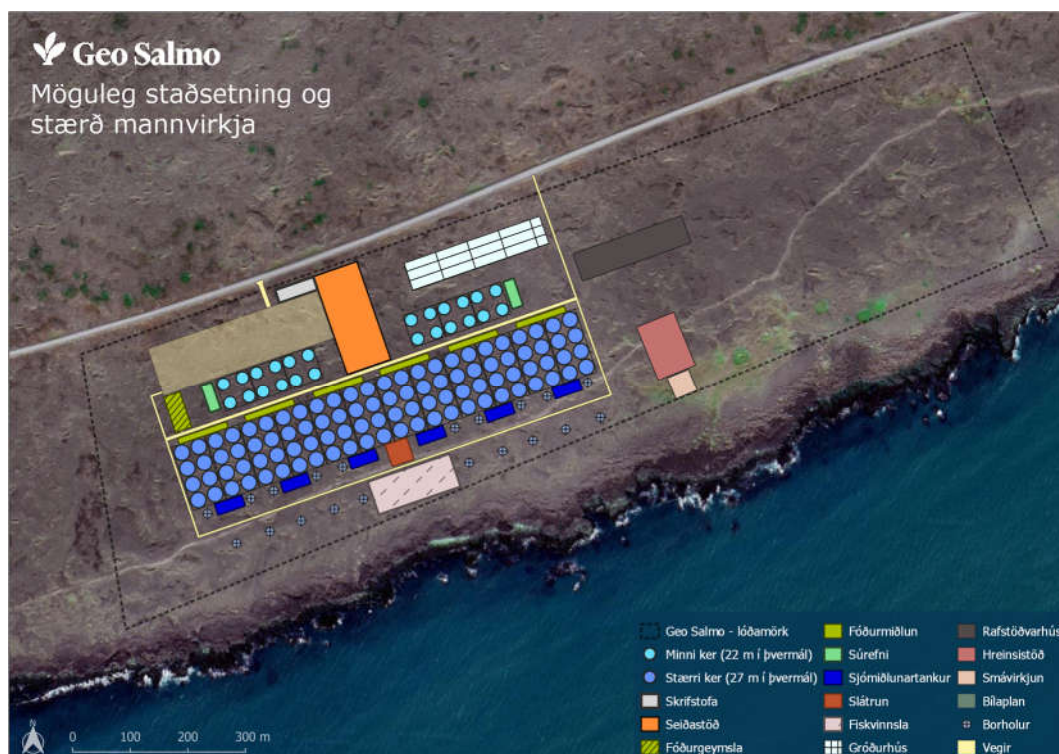 Geo Salmo
Möguleg staðsetning og
stærð mannvirkja
Geo Salmo - lóðamörk
Minni ker (22 m í þvermál)
Stærri ker (27 m í þvermál)
Skrifstofa
Seiðastöð
Fóðurgeymsla
Fóðurmiðlun
Súrefni
Sjómiðlunartankur
Slátrun
Fiskvinnsla
Gróðurhús
Rafstöðvarhús
Hreinsistöð
Smávirkjun
Bílaplan
Borholur
Vegir
N
0 100 200 300 m